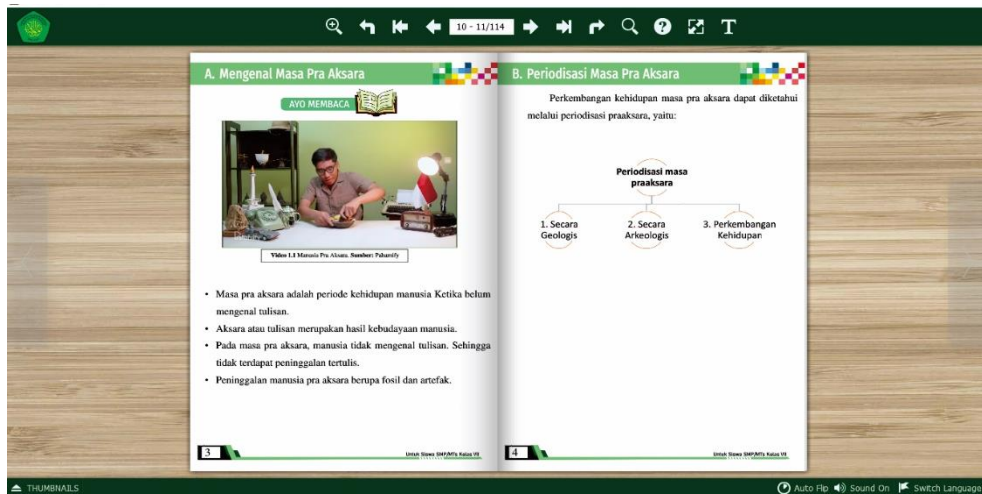 10 - 11/114
A. Mengenal Masa Pra Aksara
AYO MEMBACA
Video 1.1 Manusia Pra Aksara. Sumber: Pahamify
• Masa pra aksara adalah periode kehidupan manusia Ketika belum
mengenal tulisan.
• Aksara atau tulisan merupakan hasil kebudayaan manusia.
• Pada masa pra aksara, manusia tidak mengenal tulisan. Sehingga
tidak terdapat peninggalan tertulis.
• Peninggalan manusia pra aksara berupa fosil dan artefak.
3
Untuk Siswa SMP/MTs Kelas VII
B. Periodisasi Masa Pra Aksara
Perkembangan kehidupan masa pra aksara dapat diketahui
melalui periodisasi praaksara, yaitu:
Periodisasi masa
praaksara
1. Secara
Geologis
2. Secara
Arkeologis
3. Perkembangan
Kehidupan
4
Untuk Siswa SMP/MTs Kelas VII
THUMBNAILS
Auto Flip
Sound On
Switch Language